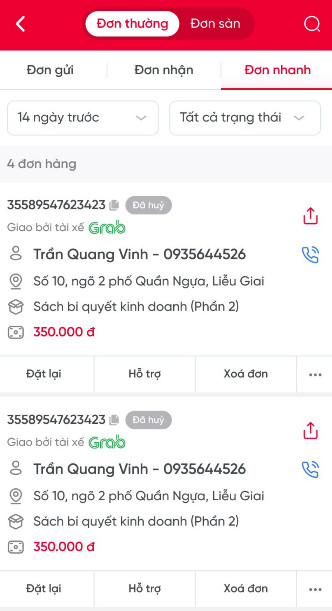 Đơn thường Đơn sàn
Đơn gửi Đơn nhận Đơn nhanh
14 ngày trước Tất cả trạng thái
4 đơn hàng
35589547623423 Đã huỷ
Giao bởi tài xế Grab
Trần Quang Vinh - 0935644526
Số 10, ngõ 2 phố Quần Ngựa, Liễu Giai
Sách bí quyết kinh doanh (Phần 2)
350.000 đ
Đặt lại Hỗ trợ Xoá đơn
35589547623423 Đã huỷ
Giao bởi tài xế Grab
Trần Quang Vinh - 0935644526
Số 10, ngõ 2 phố Quần Ngựa, Liễu Giai
Sách bí quyết kinh doanh (Phần 2)
350.000 đ
Đặt lại Hỗ trợ Xoá đơn